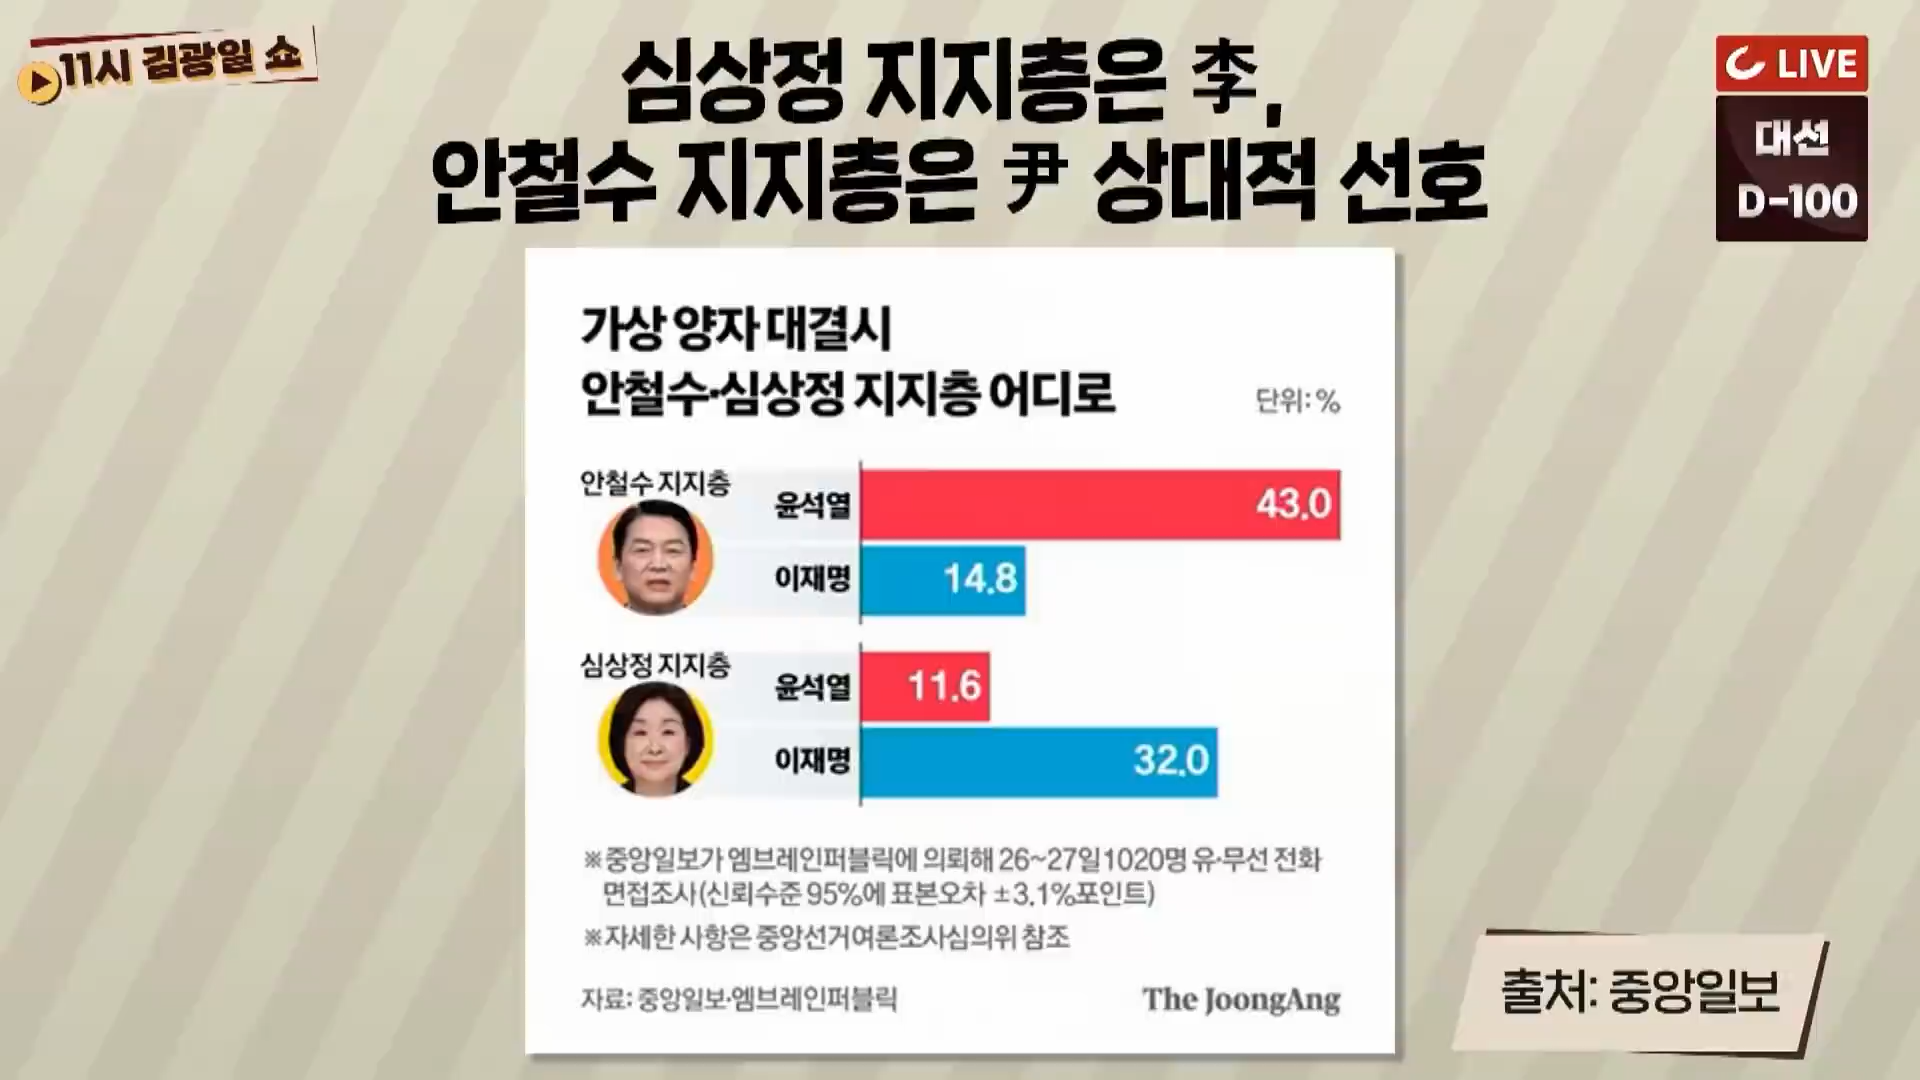 11시 김광일 쇼
심상정 지지층은 李,
안철수 지지층은 尹 상대적 선호
LIVE
대선
D-100
가상 양자 대결시
안철수·심상정 지지층 어디로
단위: %
안철수 지지층
윤석열
43.0
이재명
14.8
심상정 지지층
윤석열
11.6
이재명
32.0
※중앙일보가 엠브레인퍼블릭에 의뢰해 26~27일 1020명 유·무선 전화
면접조사(신뢰수준 95%에 표본오차 ±3.1%포인트)
※자세한 사항은 중앙선거여론조사심의위 참조
자료: 중앙일보·엠브레인퍼블릭
The JoongAng
출처: 중앙일보